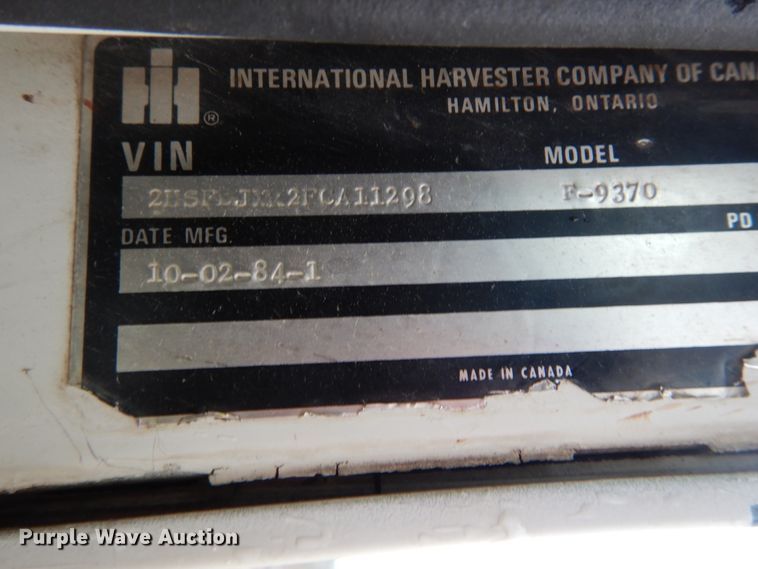 IH ®
INTERNATIONAL HARVESTER COMPANY OF CAN
HAMILTON, ONTARIO
VIN MODEL
F-9370
DATE MFG. PD
10-02-84-1
MADE IN CANADA
Purple Wave Auction